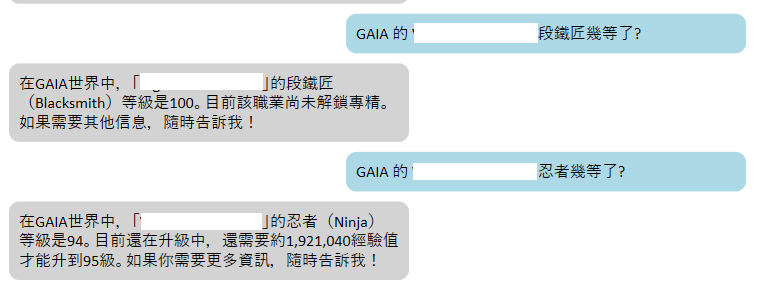 GAIA 的 段鐵匠幾等了?
在GAIA世界中，「 」的段鐵匠
（Blacksmith）等級是100。目前該職業尚未解鎖專精。
如果需要其他信息，隨時告訴我！
GAIA 的 忍者幾等了?
在GAIA世界中，「 」的忍者（Ninja）
等級是94。目前還在升級中，還需要約1,921,040經驗值
才能升到95級。如果你需要更多資訊，隨時告訴我！